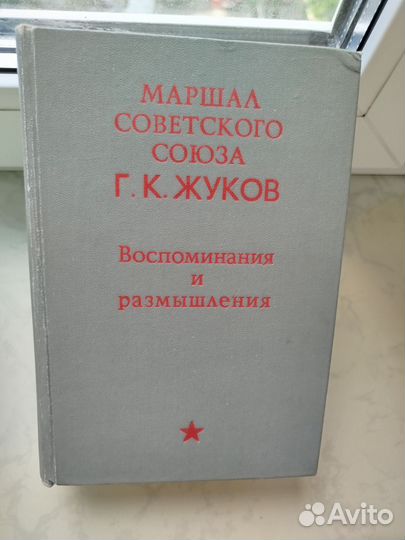 МАРШАЛ
СОВЕТСКОГО
СОЮЗА
Г. К. ЖУКОВ
Воспоминания
и
размышления
Avito